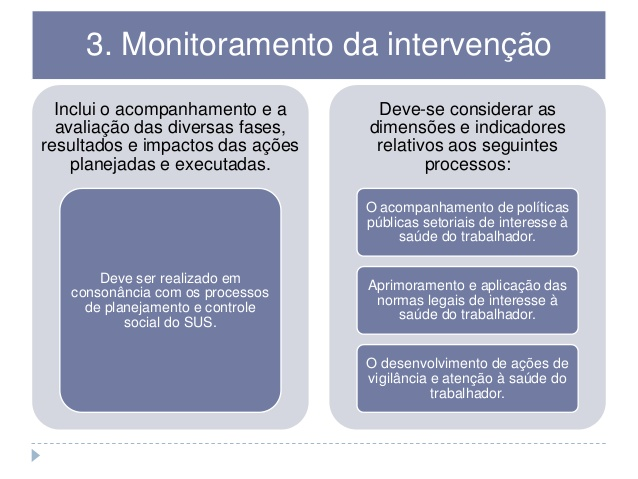 3. Monitoramento da intervenção
Inclui o acompanhamento e a
avaliação das diversas fases,
resultados e impactos das ações
planejadas e executadas.
Deve ser realizado em
consonância com os processos
de planejamento e controle
social do SUS.
Deve-se considerar as
dimensões e indicadores
relativos aos seguintes
processos:
O acompanhamento de políticas
públicas setoriais de interesse à
saúde do trabalhador.
Aprimoramento e aplicação das
normas legais de interesse à
saúde do trabalhador.
O desenvolvimento de ações de
vigilância e atenção à saúde do
trabalhador.